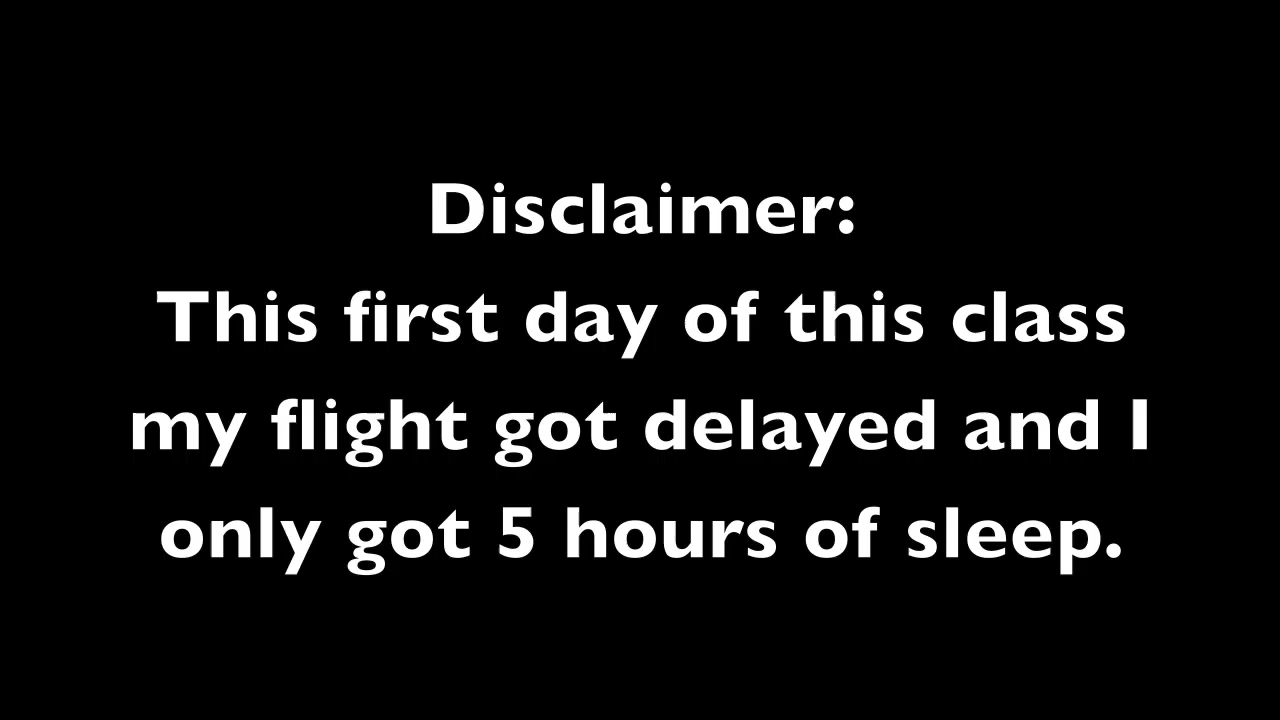 Disclaimer:
This first day of this class
my flight got delayed and I
only got 5 hours of sleep.